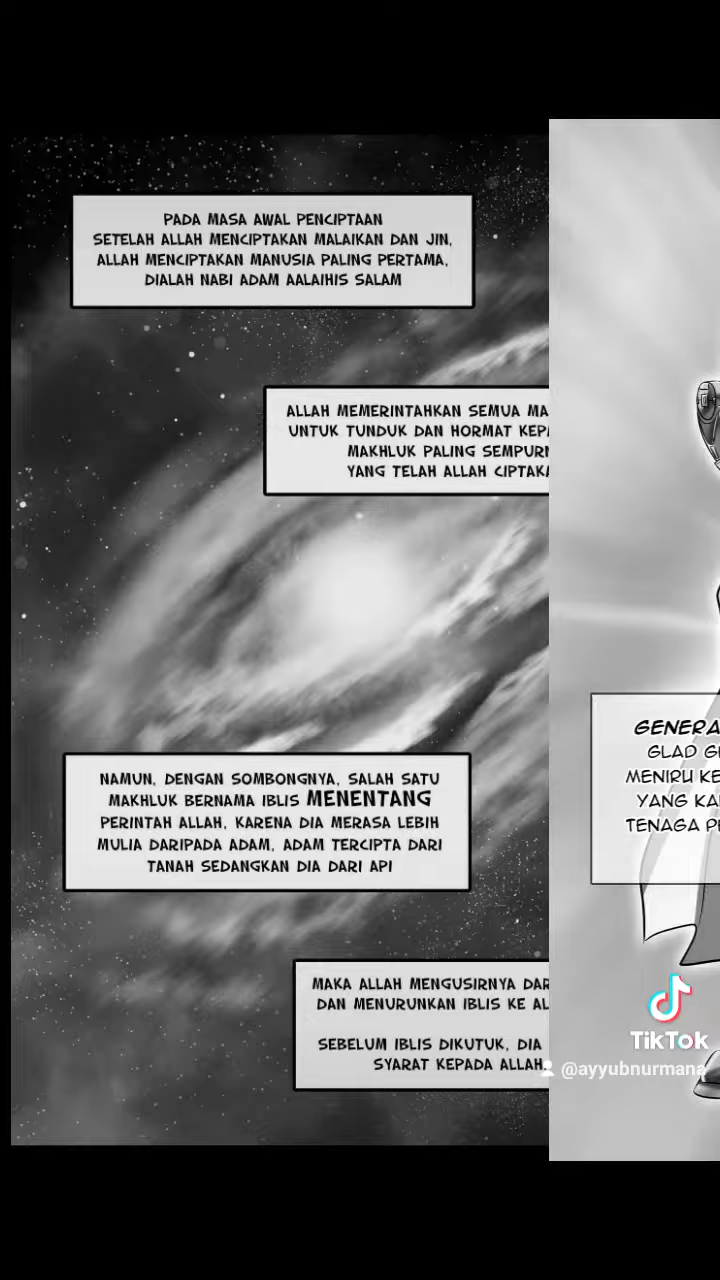 PADA MASA AWAL PENCIPTAAN
SETELAH ALLAH MENCIPTAKAN MALAIKAN DAN JIN,
ALLAH MENCIPTAKAN MANUSIA PALING PERTAMA,
DIALAH NABI ADAM AALAIHIS SALAM
ALLAH MEMERINTAHKAN SEMUA
UNTUK TUNDUK DAN HORMAT
MAKHLUK PALING
YANG TELAH ALLAH
NAMUN, DENGAN SOMBONGNYA, SALAH SATU
MAKHLUK BERNAMA IBLIS MENENTANG
PERINTAH ALLAH, KARENA DIA MERASA LEBIH
MULIA DARIPADA ADAM, ADAM TERCIPTA DARI
TANAH SEDANGKAN DIA DARI API
MAKA ALLAH MENGUSIRNYA
DAN MENURUNKAN IBLIS KE
SEBELUM IBLIS DIKUTUK, DIA
SYARAT KEPADA ALLAH.
GLAD
MENIRU
YANG
TENAGA
TikTok
@ayyubnurmana